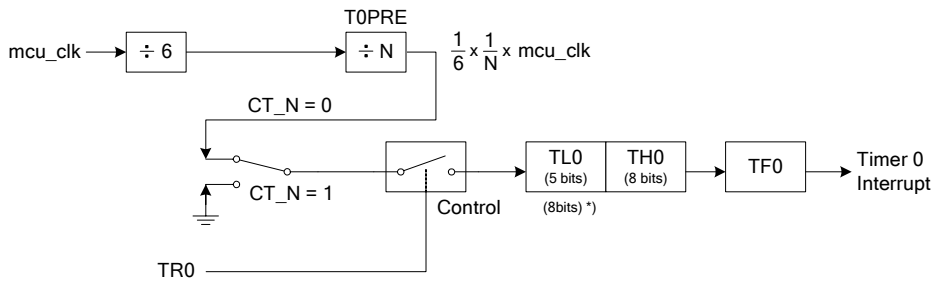 T0PRE
mcu_clk
÷ 6
÷ N
1/6 x 1/N x mcu_clk
CT_N = 0
CT_N = 1
Control
TL0
(5 bits)
(8bits) *)
TH0
(8 bits)
TF0
Timer 0
Interrupt
TR0